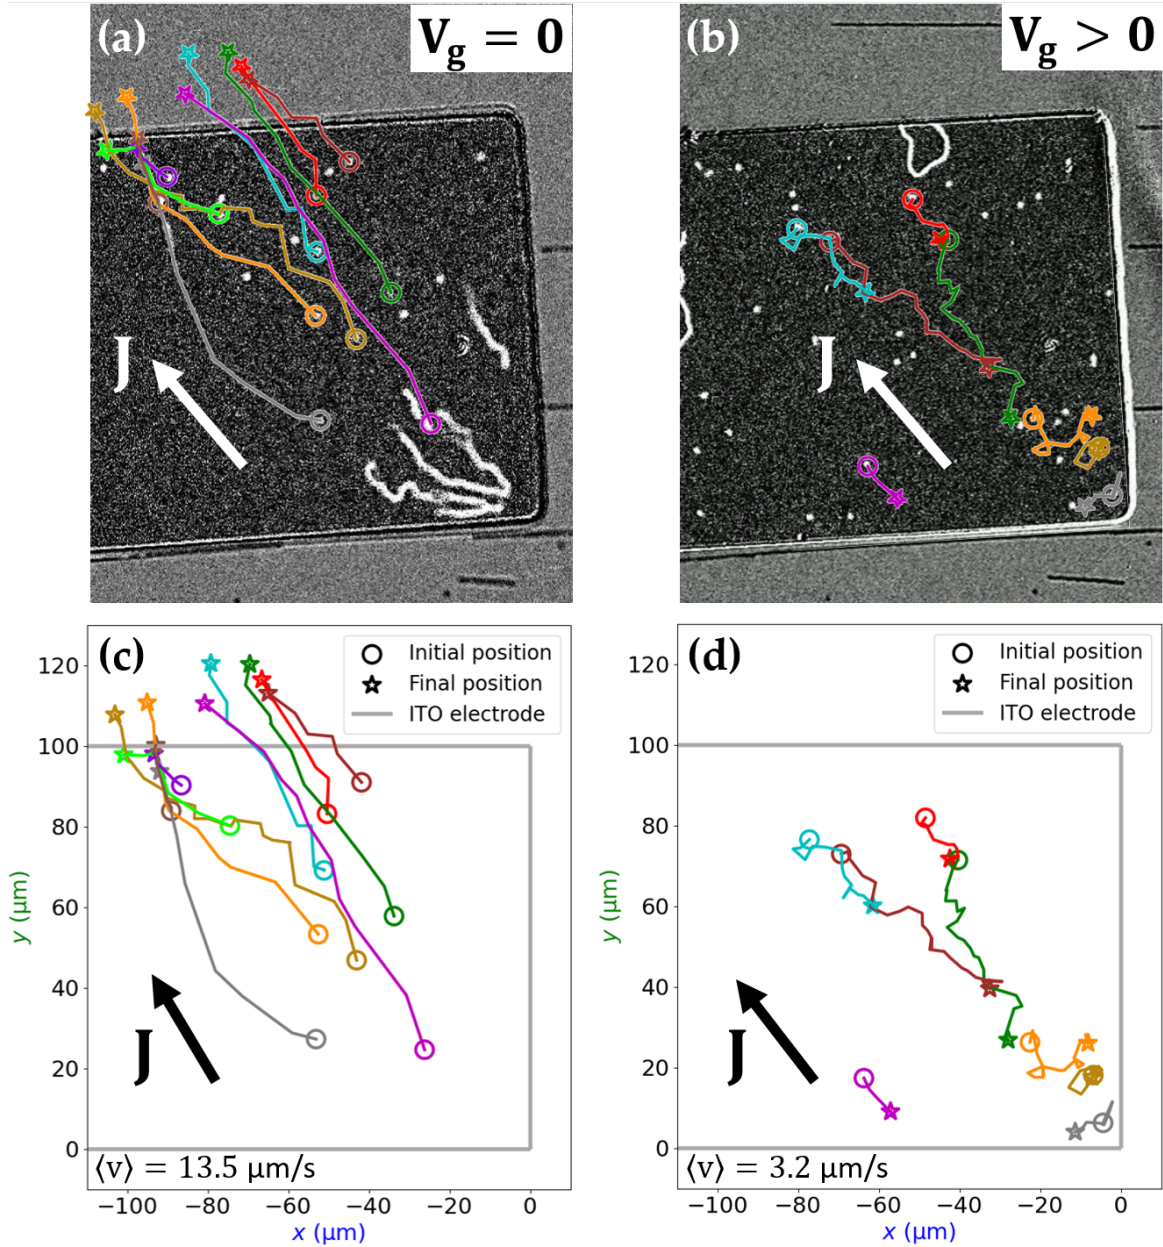 (a)
V_g = 0
J
(b)
V_g > 0
J
(c)
Initial position
Final position
ITO electrode
120
100
80
60
40
20
0
y (μm)
J
⟨v⟩ = 13.5 μm/s
−100 −80 −60 −40 −20 0
x (μm)
(d)
Initial position
Final position
ITO electrode
120
100
80
60
40
20
0
y (μm)
J
⟨v⟩ = 3.2 μm/s
−100 −80 −60 −40 −20 0
x (μm)